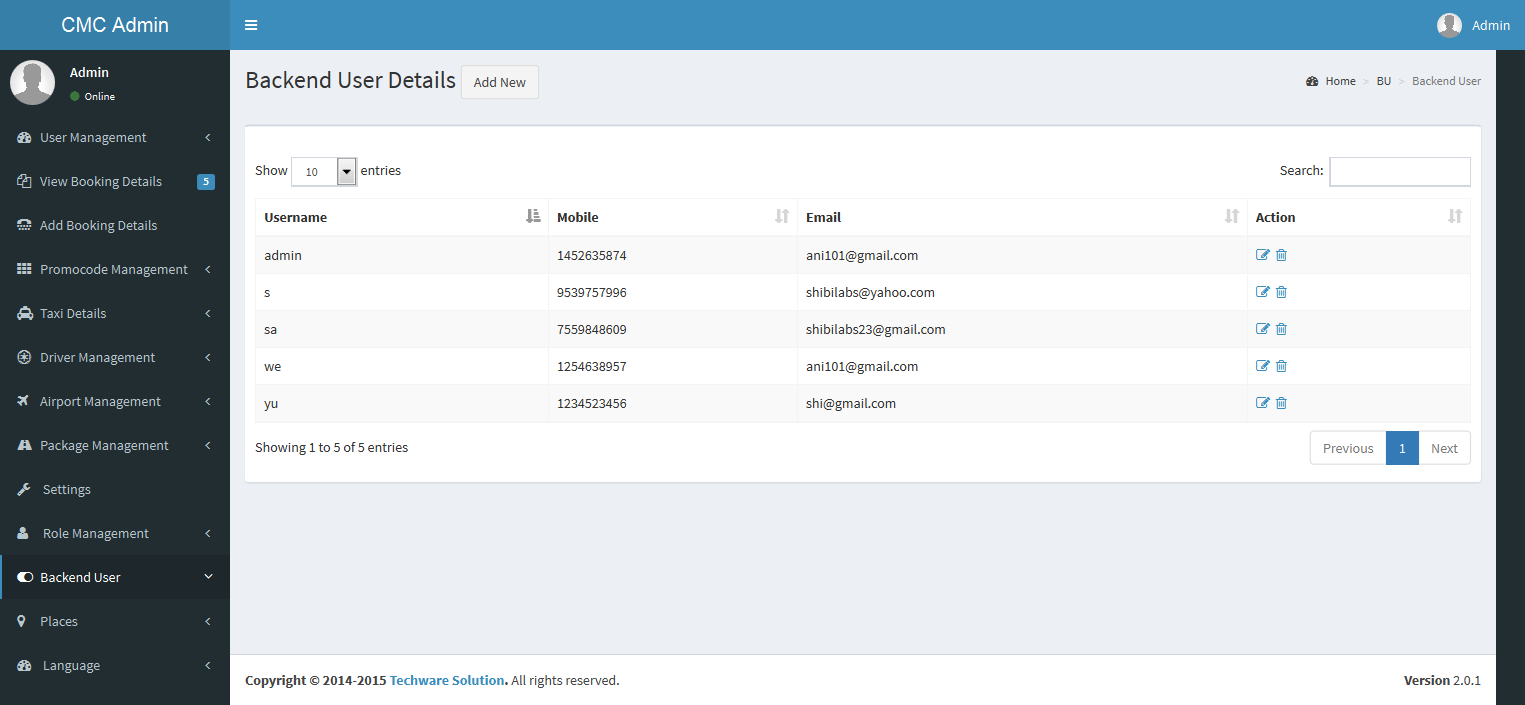 CMC Admin
Admin
Admin
Online
User Management
View Booking Details 5
Add Booking Details
Promocode Management
Taxi Details
Driver Management
Airport Management
Package Management
Settings
Role Management
Backend User
Places
Language
Backend User Details Add New
Home > BU > Backend User
Show 10 entries Search:
Username Mobile Email Action
admin 1452635874 ani101@gmail.com
s 9539757996 shibilabs@yahoo.com
sa 7559848609 shibilabs23@gmail.com
we 1254638957 ani101@gmail.com
yu 1234523456 shi@gmail.com
Showing 1 to 5 of 5 entries Previous 1 Next
Copyright © 2014-2015 Techware Solution. All rights reserved. Version 2.0.1